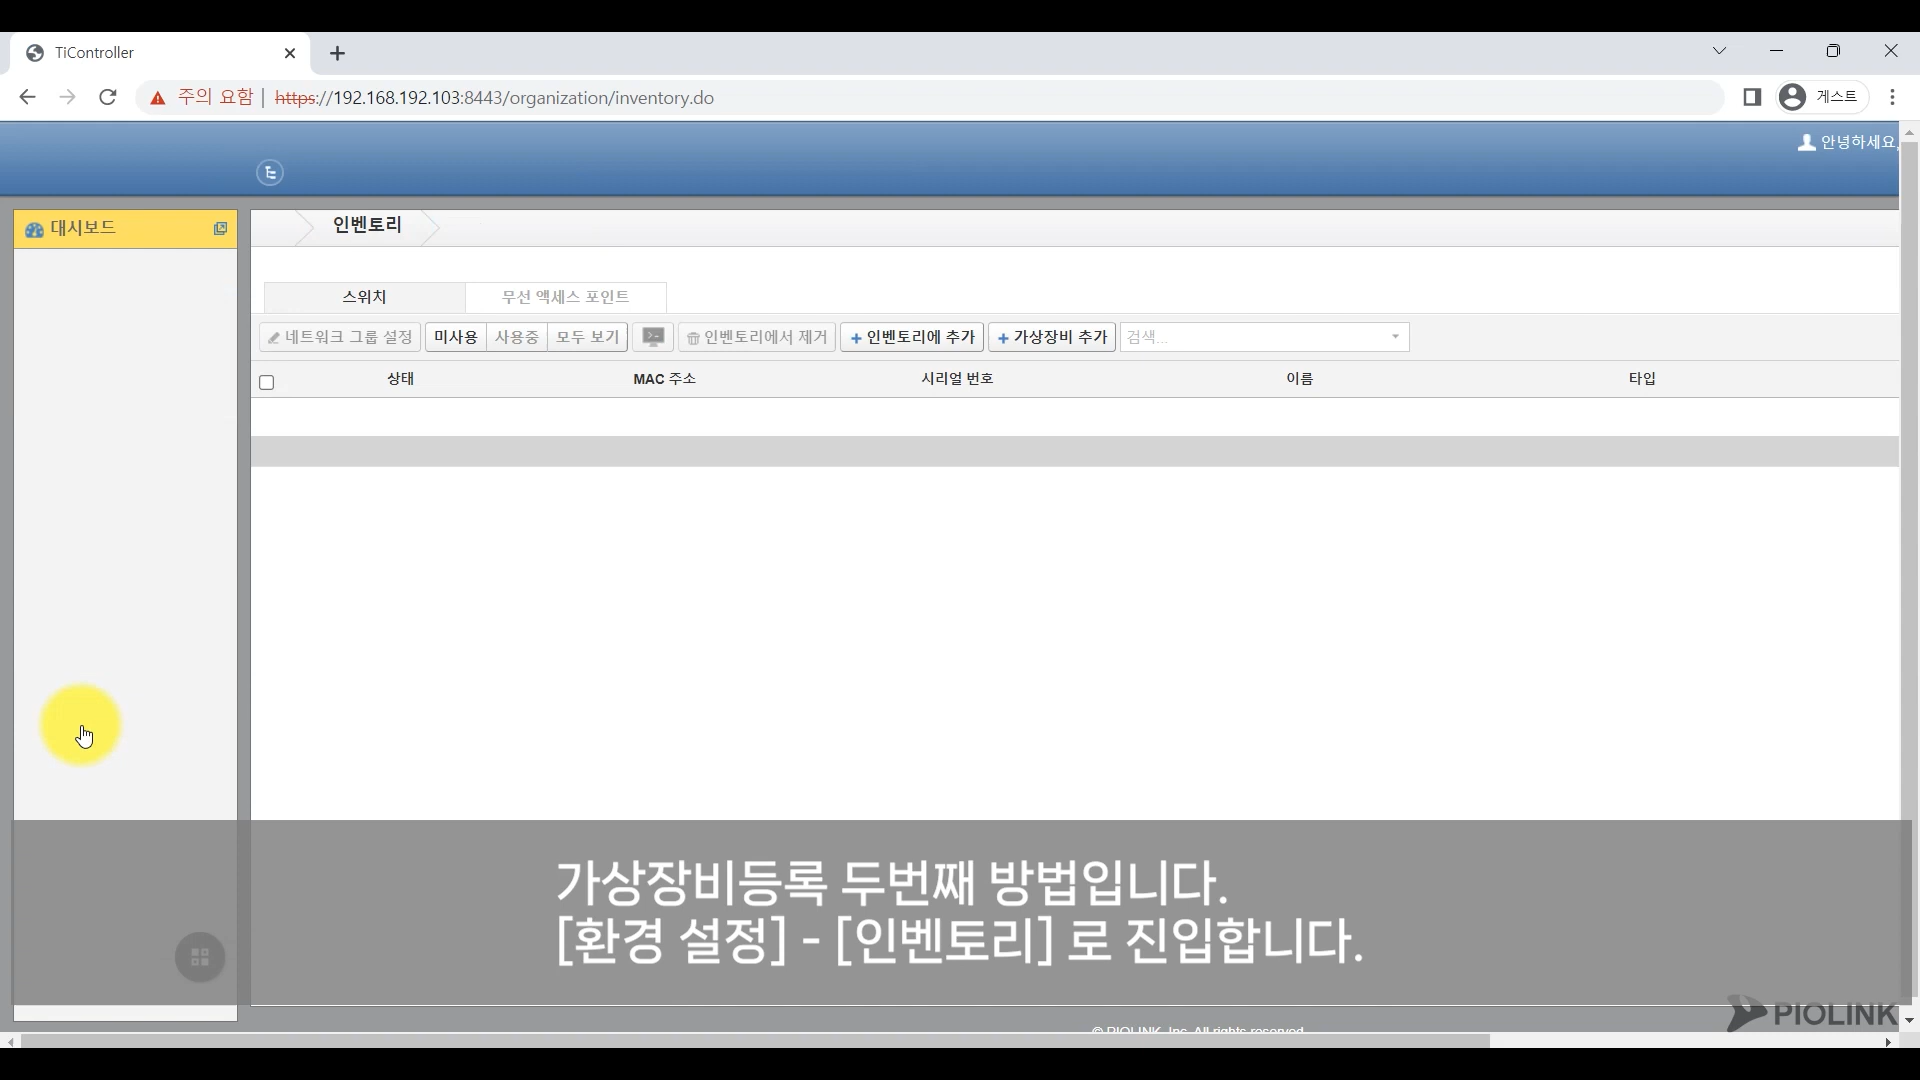 TiController
주의 요함 https://192.168.192.103:8443/organization/inventory.do 게스트
안녕하세요,
대시보드
인벤토리
스위치 무선 액세스 포인트
네트워크 그룹 설정 미사용 사용중 모두 보기 인벤토리에서 제거 + 인벤토리에 추가 + 가상장비 추가 검색...
상태 MAC 주소 시리얼 번호 이름 타입
가상장비등록 두번째 방법입니다.
[환경 설정] - [인벤토리] 로 진입합니다.
PIOLINK
© PIOLINK, Inc. All rights reserved